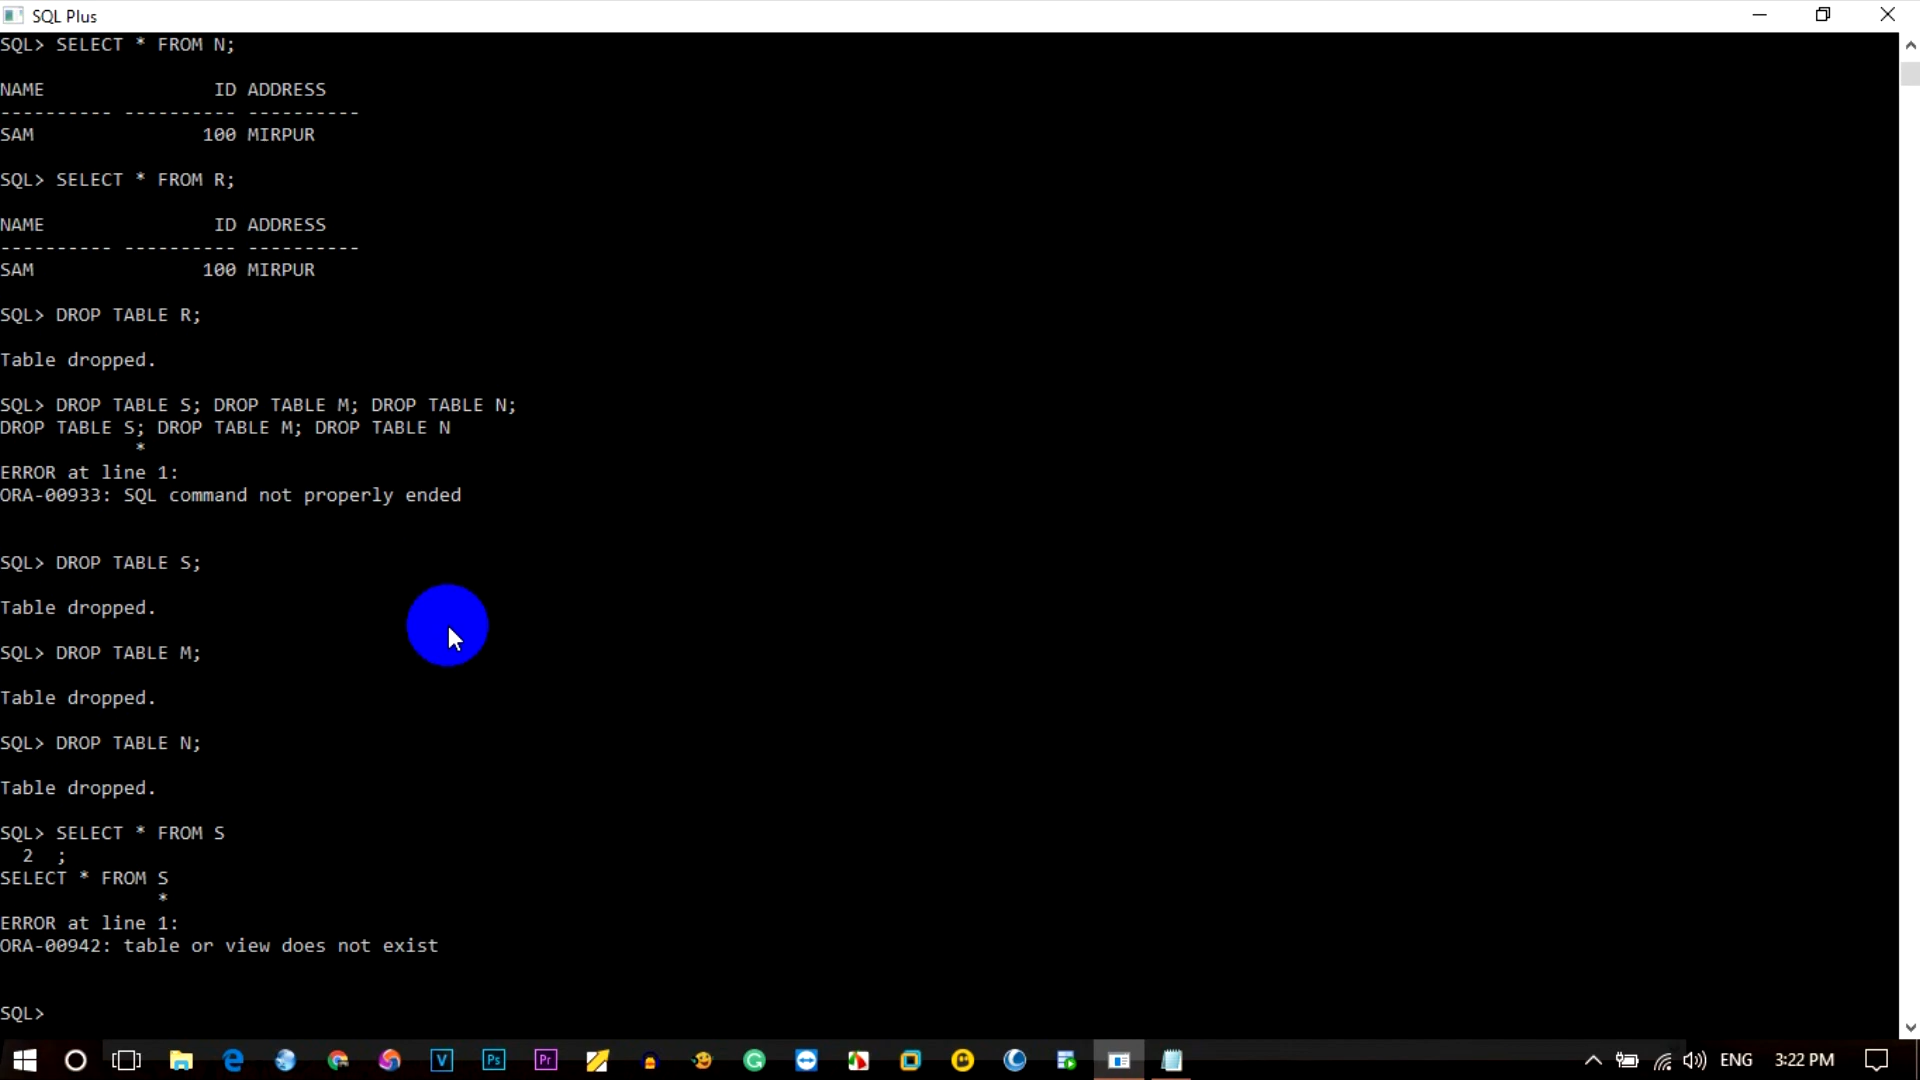 SQL Plus
SQL> SELECT * FROM N;
NAME ID ADDRESS
---------- ---------- ----------
SAM 100 MIRPUR
SQL> SELECT * FROM R;
NAME ID ADDRESS
---------- ---------- ----------
SAM 100 MIRPUR
SQL> DROP TABLE R;
Table dropped.
SQL> DROP TABLE S; DROP TABLE M; DROP TABLE N;
DROP TABLE S; DROP TABLE M; DROP TABLE N
*
ERROR at line 1:
ORA-00933: SQL command not properly ended
SQL> DROP TABLE S;
Table dropped.
SQL> DROP TABLE M;
Table dropped.
SQL> DROP TABLE N;
Table dropped.
SQL> SELECT * FROM S
2 ;
SELECT * FROM S
*
ERROR at line 1:
ORA-00942: table or view does not exist
SQL>
V Ps Pr ENG 3:22 PM